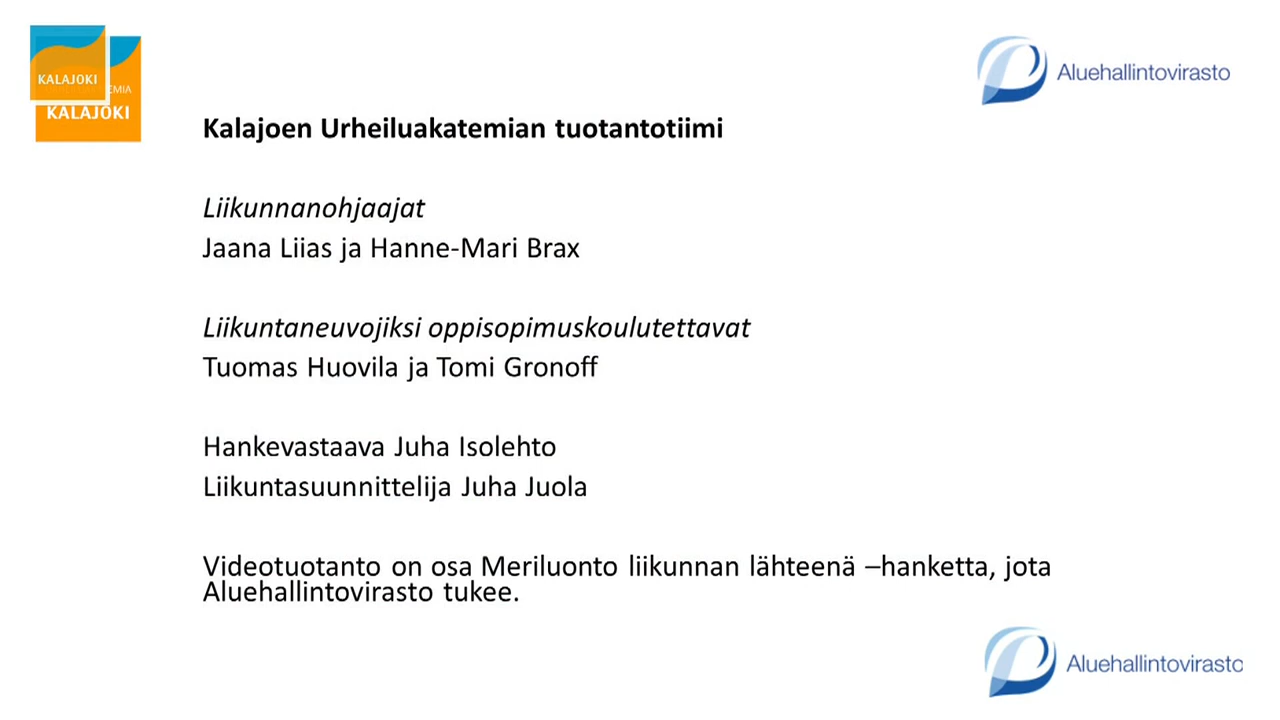 KALAJOKI
EMIA
KALAJOKI
Aluehallintovirasto
Kalajoen Urheiluakatemian tuotantotiimi
Liikunnanohjaajat
Jaana Liias ja Hanne-Mari Brax
Liikuntaneuvojiksi oppisopimuskoulutettavat
Tuomas Huovila ja Tomi Gronoff
Hankevastaava Juha Isolehto
Liikuntasuunnittelija Juha Juola
Videotuotanto on osa Meriluonto liikunnan lähteenä –hanketta, jota
Aluehallintovirasto tukee.
Aluehallintovirasto